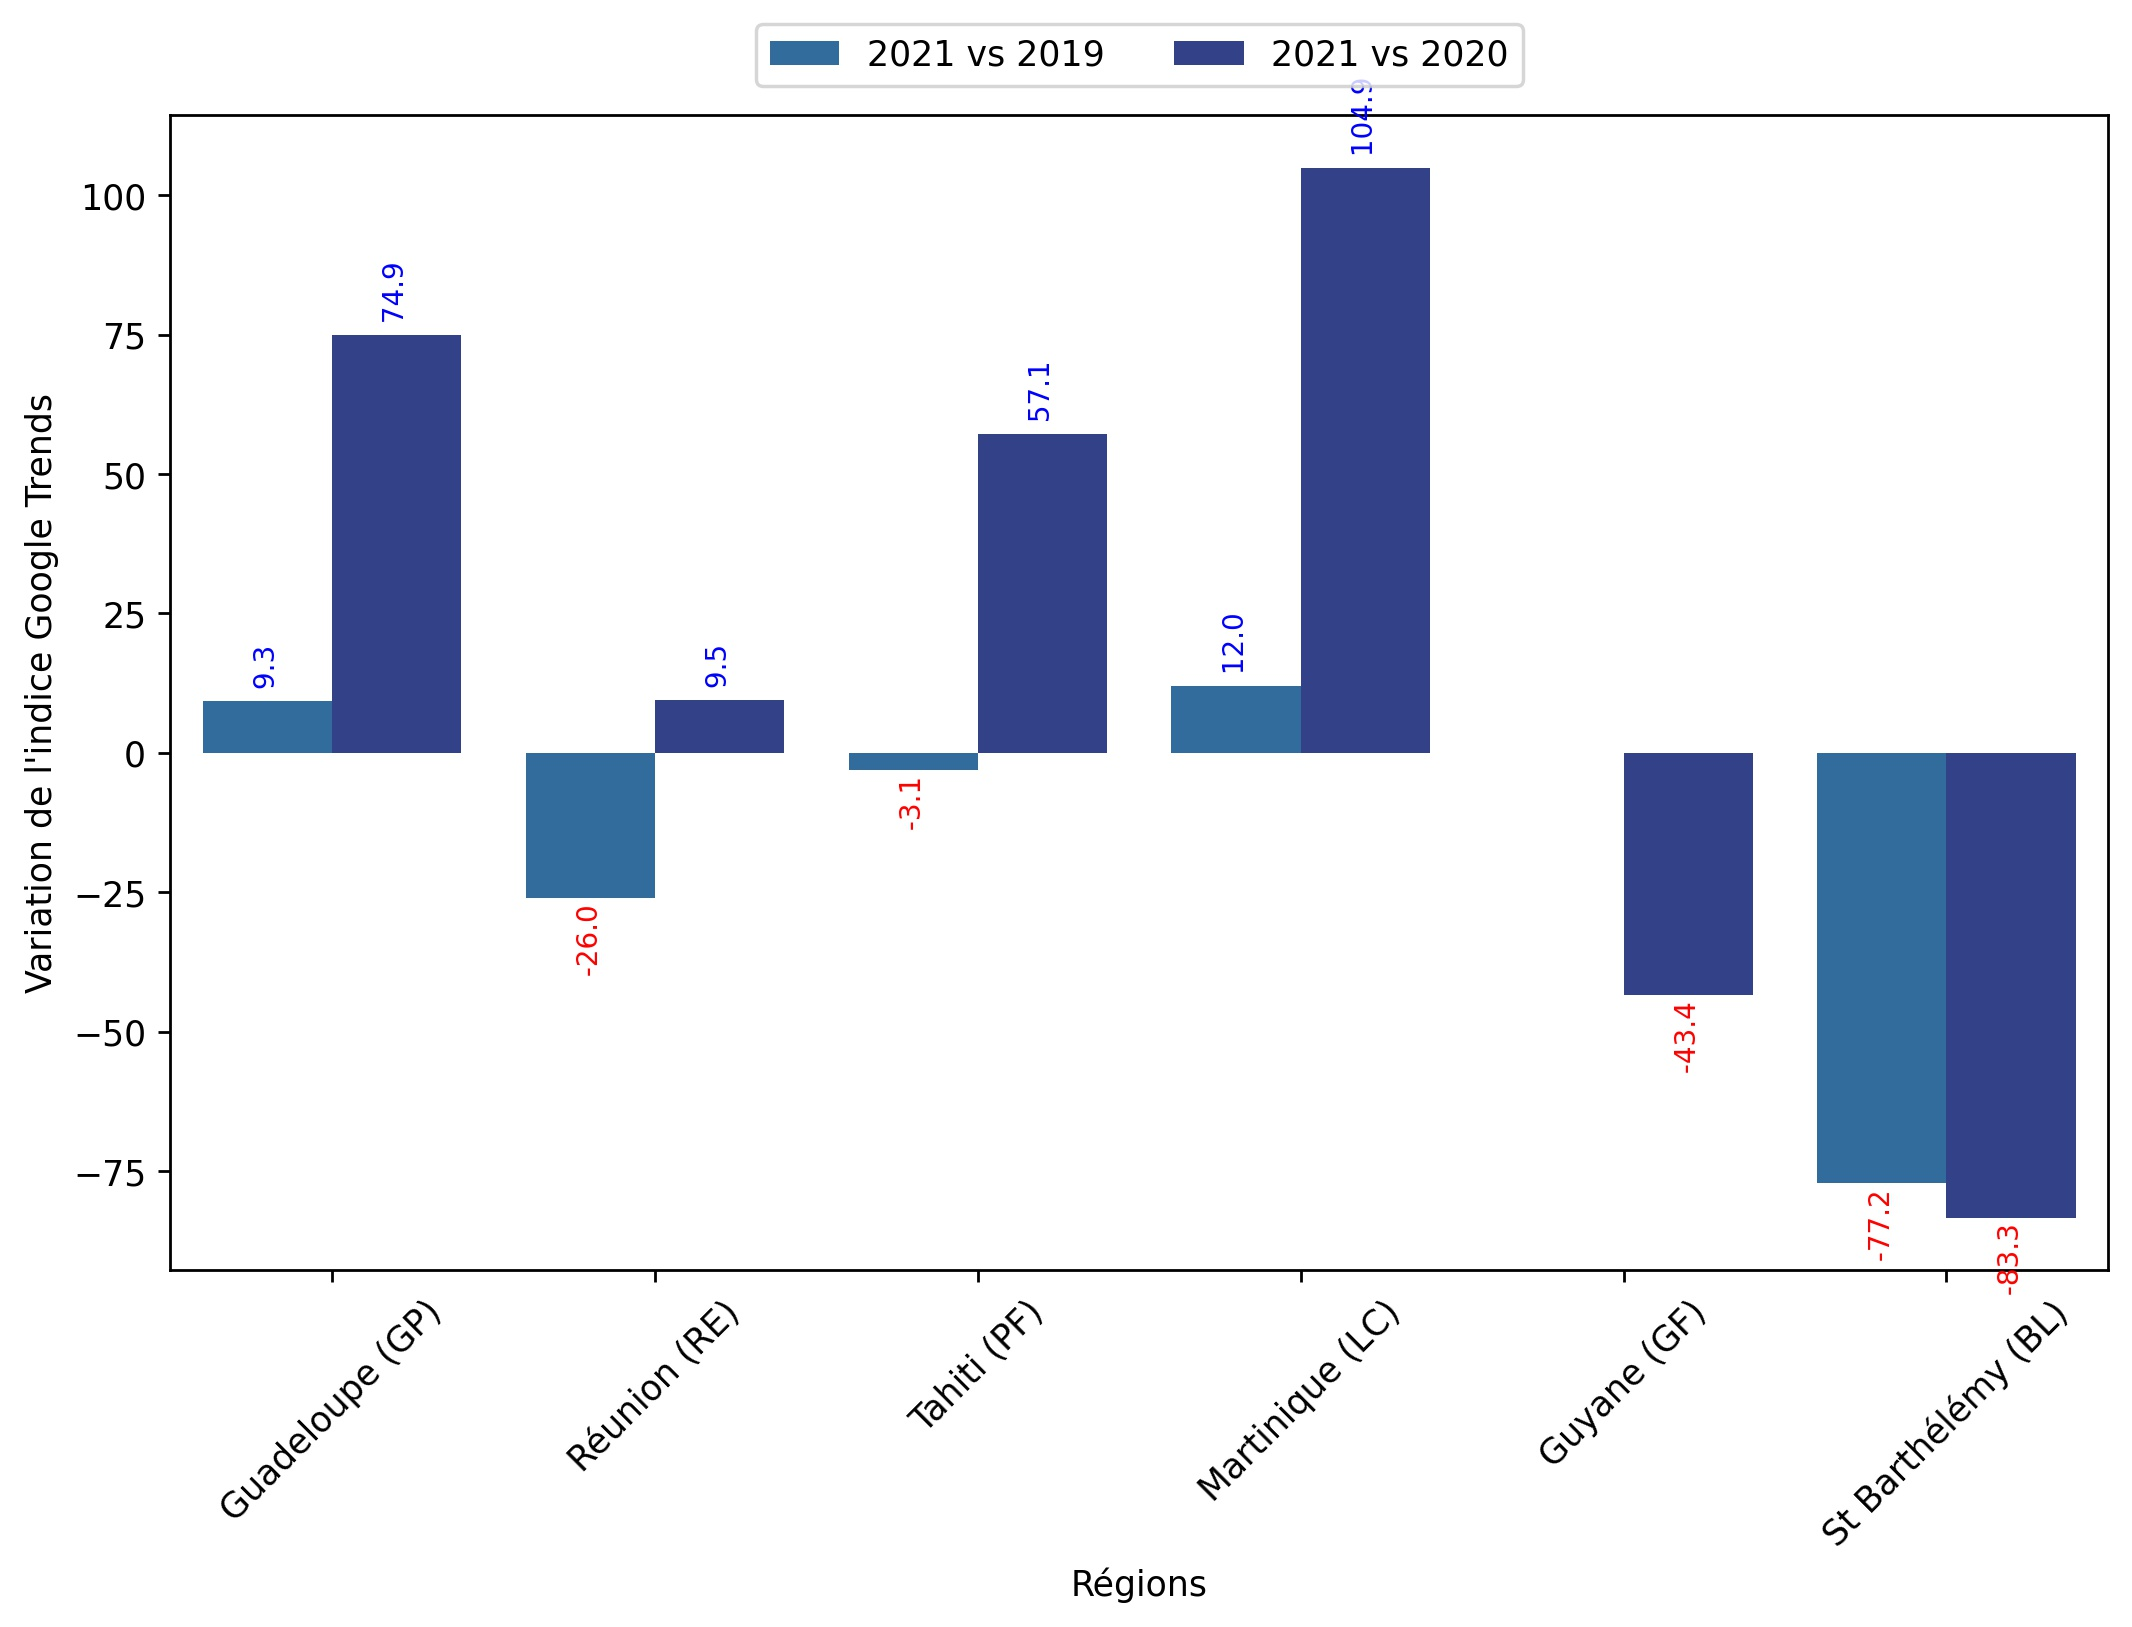 2021 vs 2019
2021 vs 2020
Variation de l'indice Google Trends
100
75
50
25
0
−25
−50
−75
9.3
74.9
-26.0
9.5
-3.1
57.1
12.0
104.9
-43.4
-77.2
-83.3
Guadeloupe (GP)
Réunion (RE)
Tahiti (PF)
Martinique (LC)
Guyane (GF)
St Barthélémy (BL)
Régions